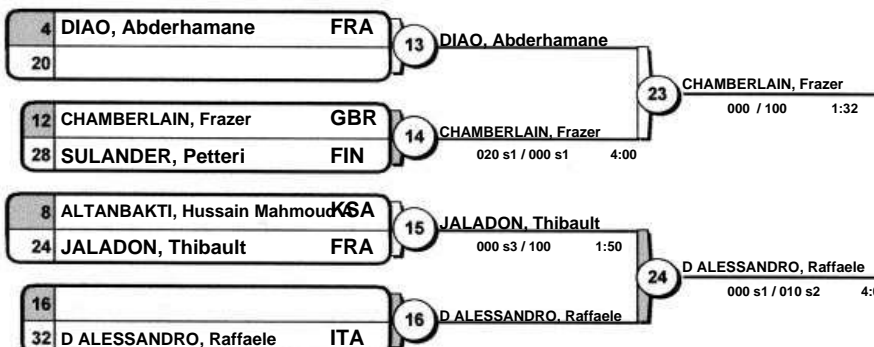 4 DIAO, Abderhamane FRA
20
13 DIAO, Abderhamane
12 CHAMBERLAIN, Frazer GBR
28 SULANDER, Petteri FIN
14 CHAMBERLAIN, Frazer
020 s1 / 000 s1 4:00
23 CHAMBERLAIN, Frazer
000 / 100 1:32
8 ALTANBAKTI, Hussain Mahmoud A KSA
24 JALADON, Thibault FRA
15 JALADON, Thibault
000 s3 / 100 1:50
16
32 D ALESSANDRO, Raffaele ITA
16 D ALESSANDRO, Raffaele
24 D ALESSANDRO, Raffaele
000 s1 / 010 s2